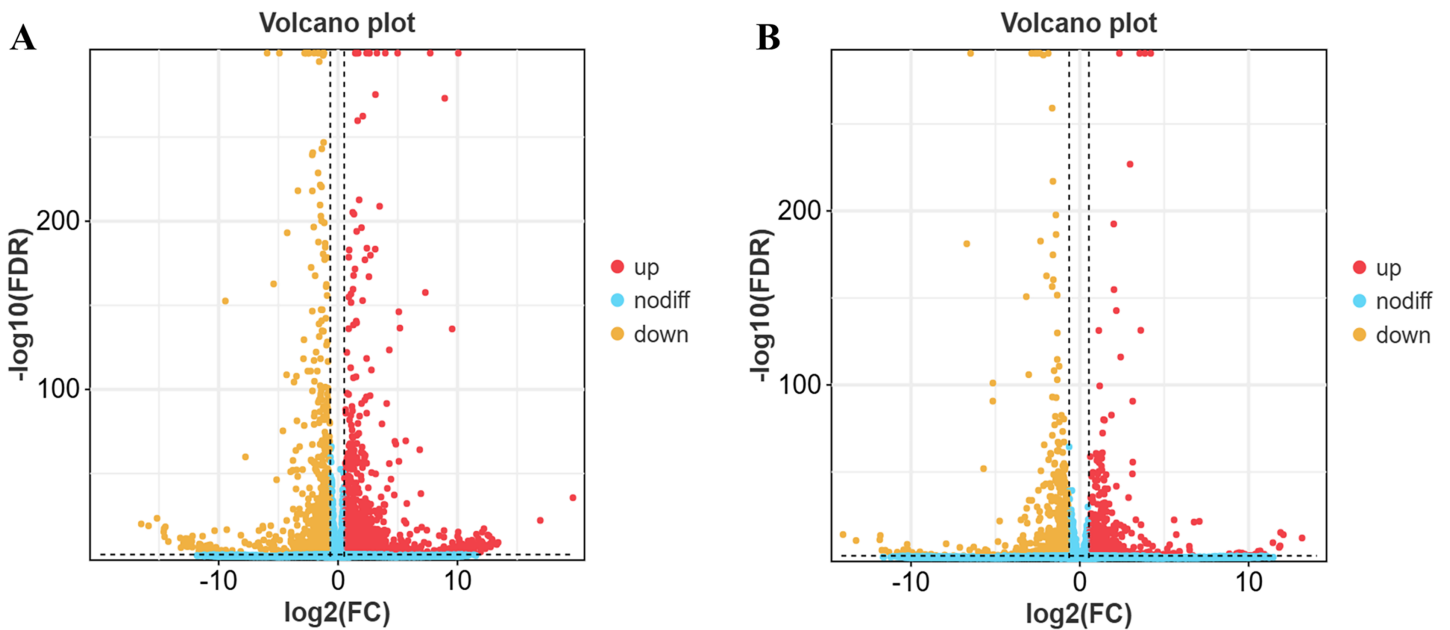 A
Volcano plot
-log10(FDR)
200
100
-10
0
10
log2(FC)
up
nodiff
down
B
Volcano plot
-log10(FDR)
200
100
-10
0
10
log2(FC)
up
nodiff
down